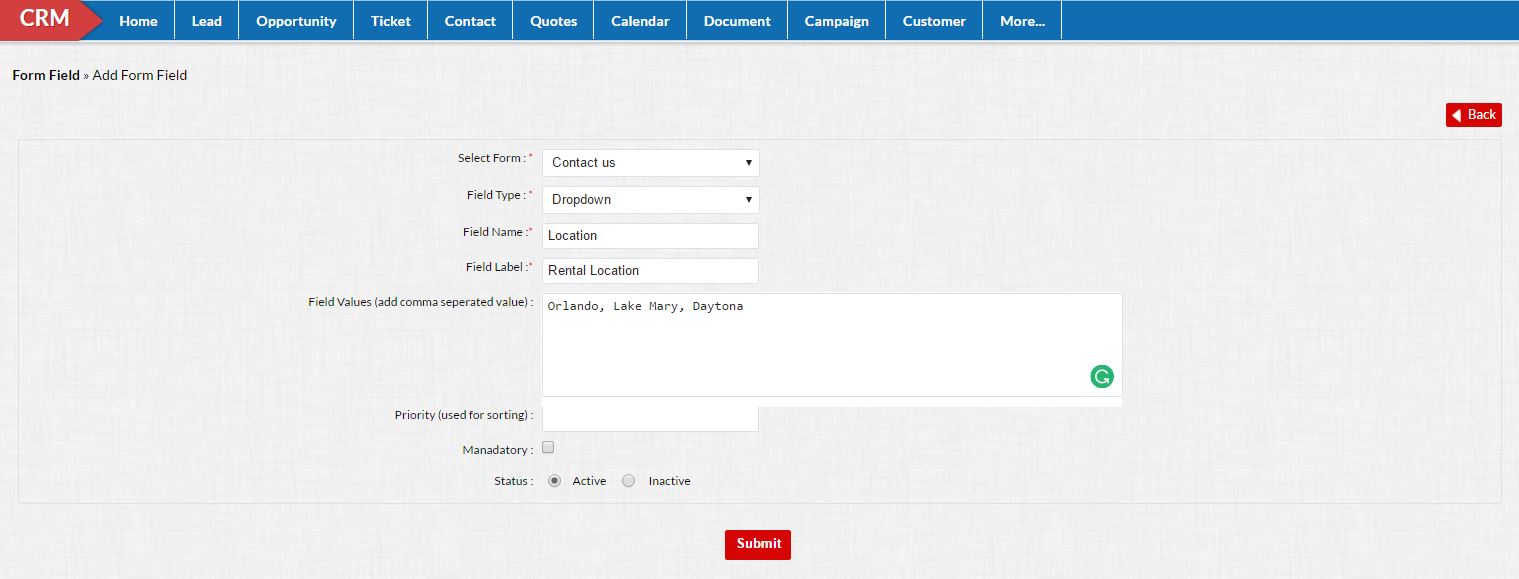 CRM Home Lead Opportunity Ticket Contact Quotes Calendar Document Campaign Customer More...
Form Field » Add Form Field
Back
Select Form : * Contact us
Field Type : * Dropdown
Field Name :* Location
Field Label :* Rental Location
Field Values (add comma seperated value) : Orlando, Lake Mary, Daytona
Priority (used for sorting) :
Manadatory :
Status : Active Inactive
Submit